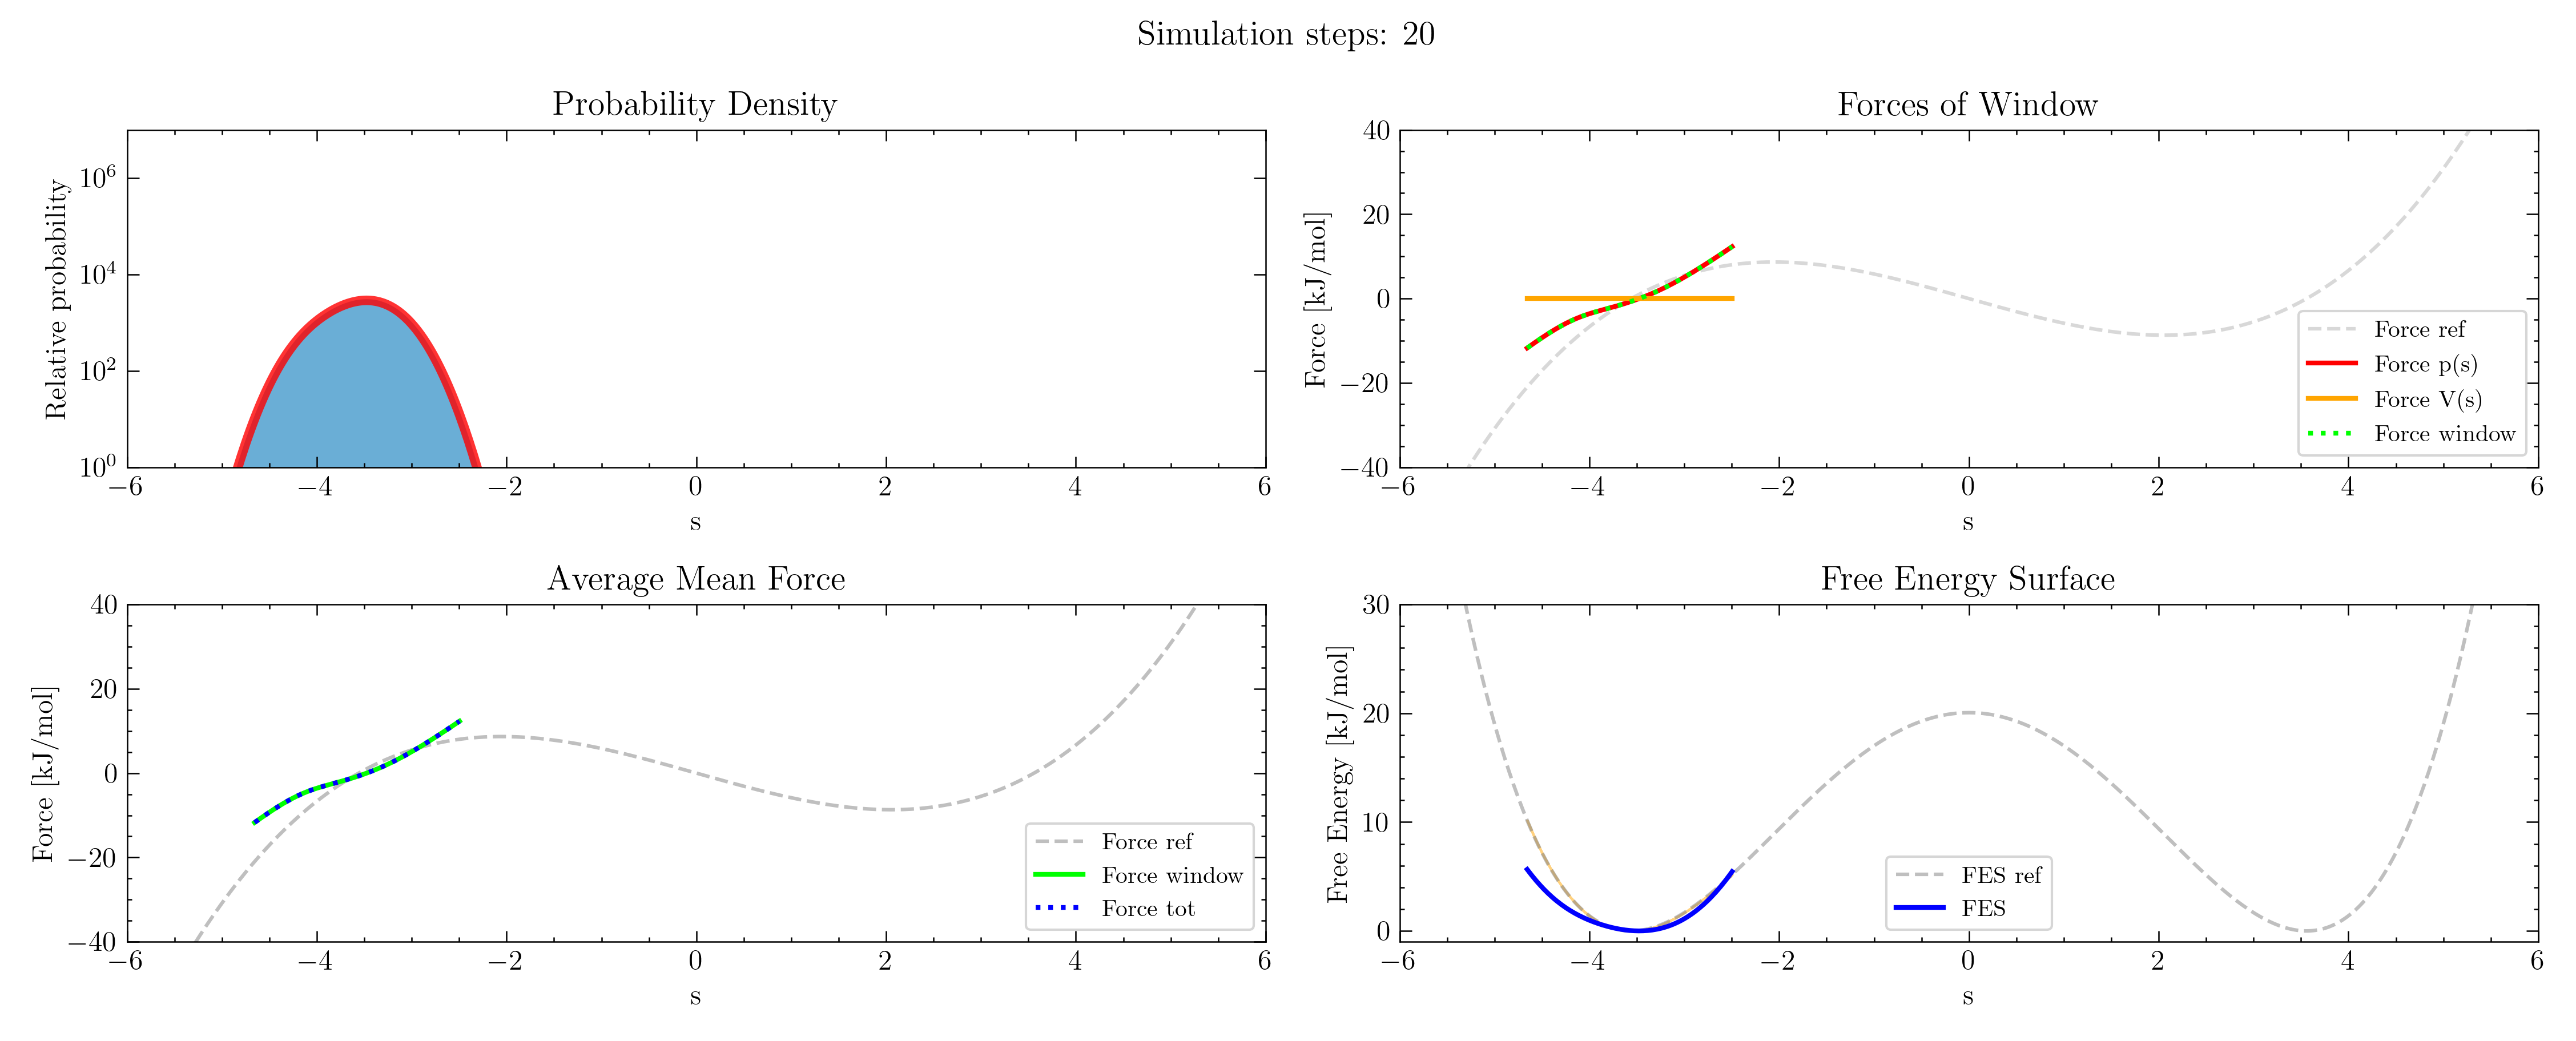 Simulation steps: 20
Probability Density
Relative probability
10^6
10^4
10^2
10^0
−6 −4 −2 0 2 4 6
s
Forces of Window
Force [kJ/mol]
40
20
0
−20
−40
Force ref
Force p(s)
Force V(s)
Force window
−6 −4 −2 0 2 4 6
s
Average Mean Force
Force [kJ/mol]
40
20
0
−20
−40
Force ref
Force window
Force tot
−6 −4 −2 0 2 4 6
s
Free Energy Surface
Free Energy [kJ/mol]
30
20
10
0
FES ref
FES
−6 −4 −2 0 2 4 6
s